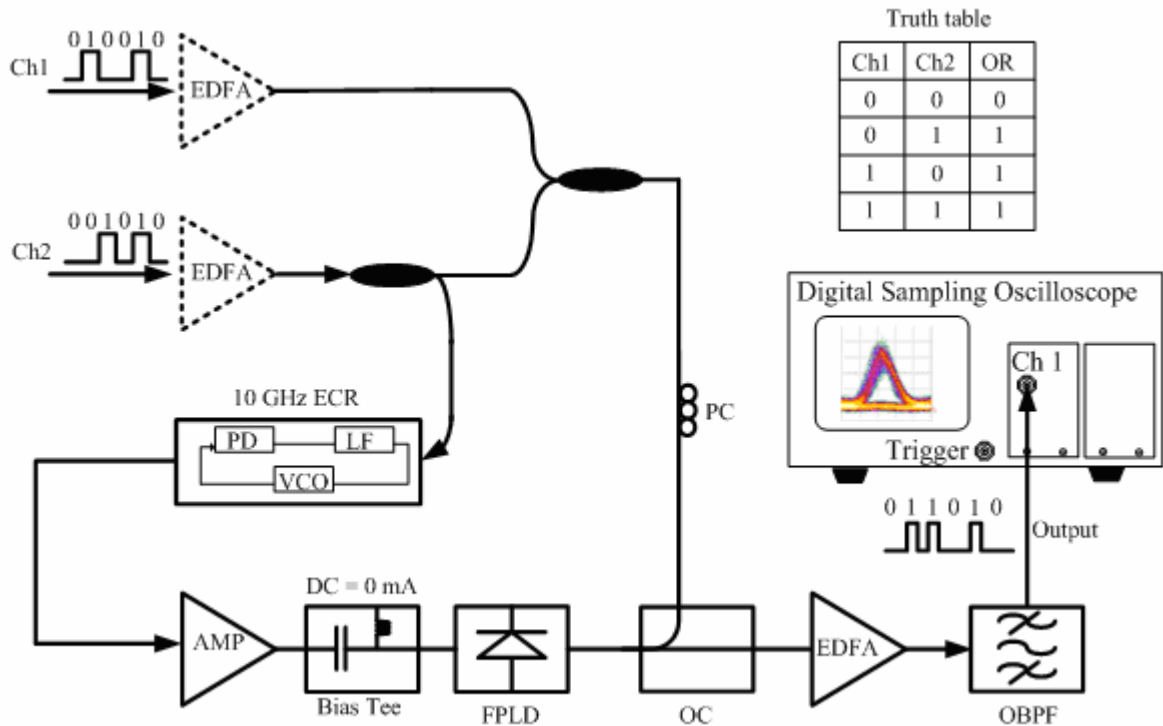 Truth table
Ch1 Ch2 OR
0 0 0
0 1 1
1 0 1
1 1 1
0 1 0 0 1 0
Ch1
EDFA
0 0 1 0 1 0
Ch2
EDFA
10 GHz ECR
PD
LF
VCO
PC
Digital Sampling Oscilloscope
Ch 1
Trigger
0 1 1 0 1 0
Output
DC = 0 mA
AMP
Bias Tee
FPLD
OC
EDFA
OBPF